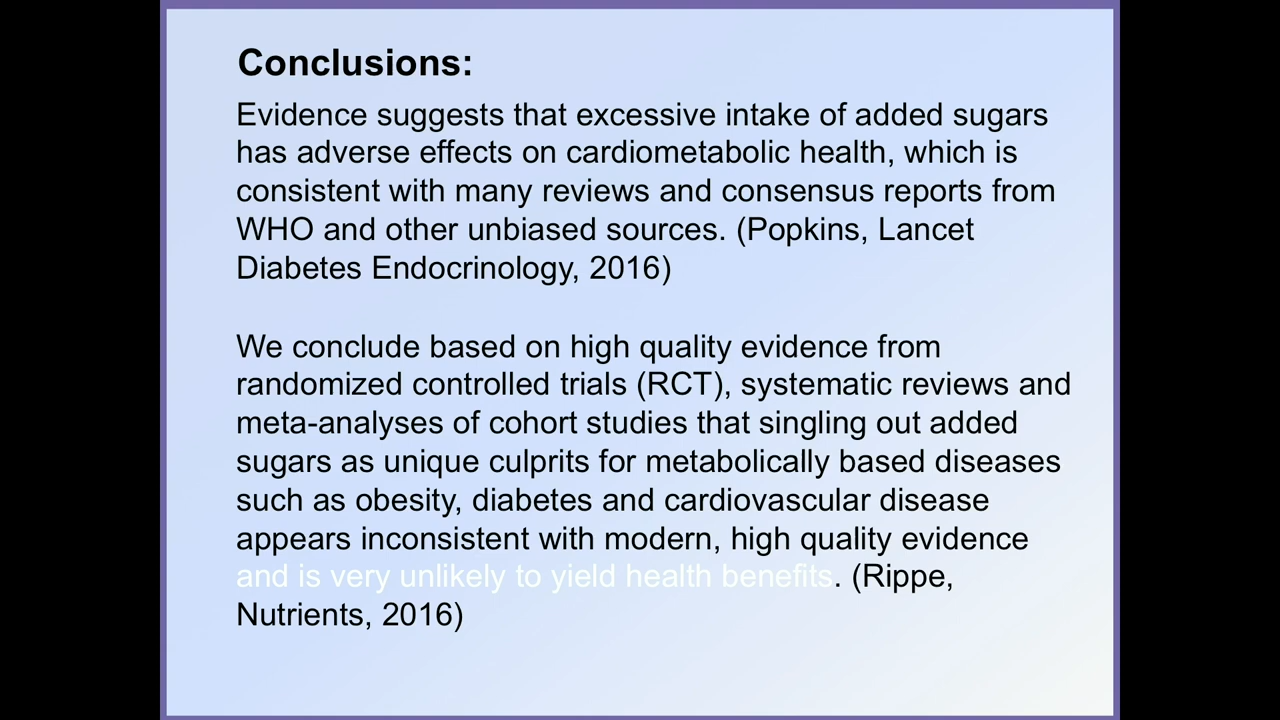 Conclusions:
Evidence suggests that excessive intake of added sugars
has adverse effects on cardiometabolic health, which is
consistent with many reviews and consensus reports from
WHO and other unbiased sources. (Popkins, Lancet
Diabetes Endocrinology, 2016)
We conclude based on high quality evidence from
randomized controlled trials (RCT), systematic reviews and
meta-analyses of cohort studies that singling out added
sugars as unique culprits for metabolically based diseases
such as obesity, diabetes and cardiovascular disease
appears inconsistent with modern, high quality evidence
and is very unlikely to yield health benefits. (Rippe,
Nutrients, 2016)